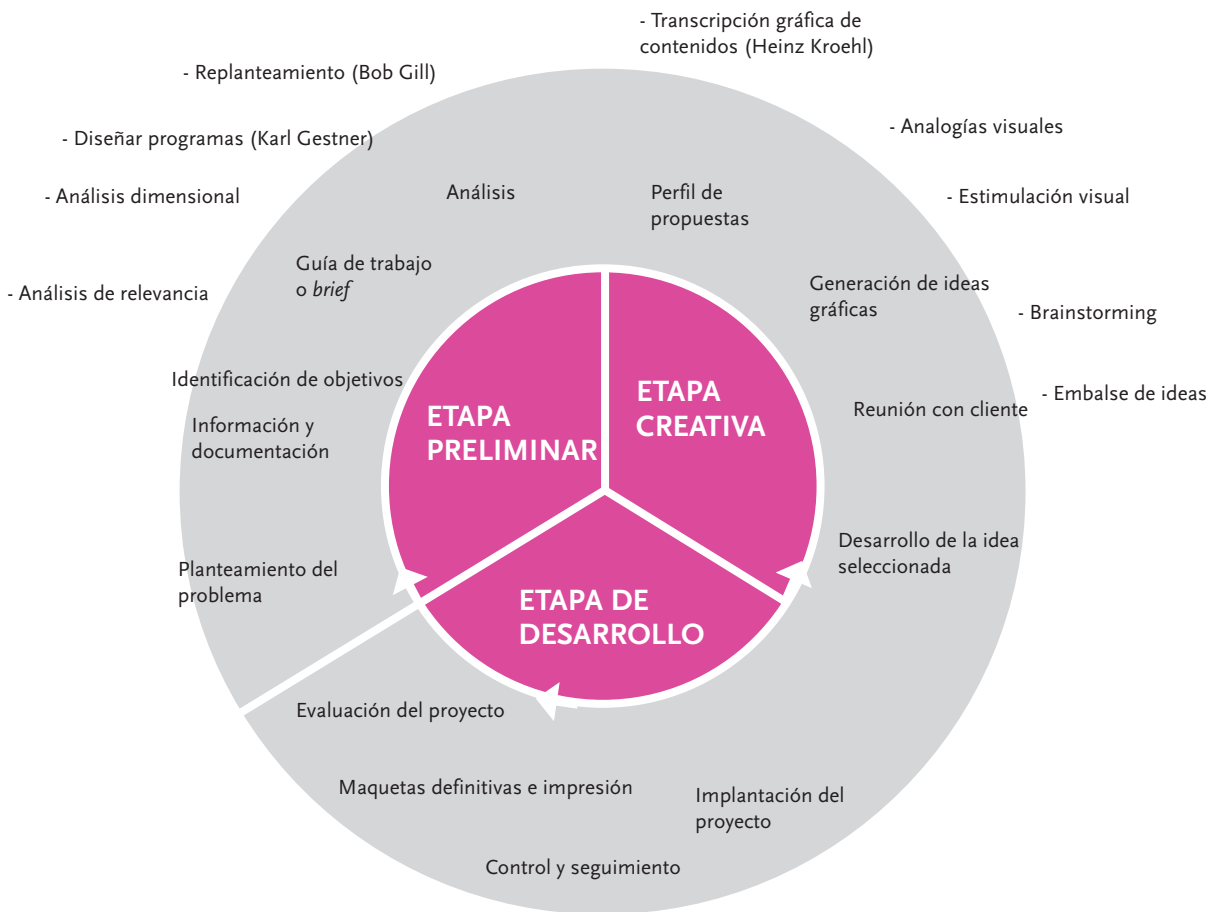 - Transcripción gráfica de
contenidos (Heinz Kroehl)
- Replanteamiento (Bob Gill)
- Analogías visuales
- Diseñar programas (Karl Gestner)
- Análisis dimensional
Análisis
Perfil de
propuestas
- Estimulación visual
Guía de trabajo
o brief
- Análisis de relevancia
Generación de ideas
gráficas
- Brainstorming
Identificación de objetivos
ETAPA
PRELIMINAR
ETAPA
CREATIVA
- Embalse de ideas
Reunión con cliente
Información y
documentación
Desarrollo de la idea
seleccionada
Planteamiento del
problema
ETAPA DE
DESARROLLO
Evaluación del proyecto
Maquetas definitivas e impresión
Implantación del
proyecto
Control y seguimiento